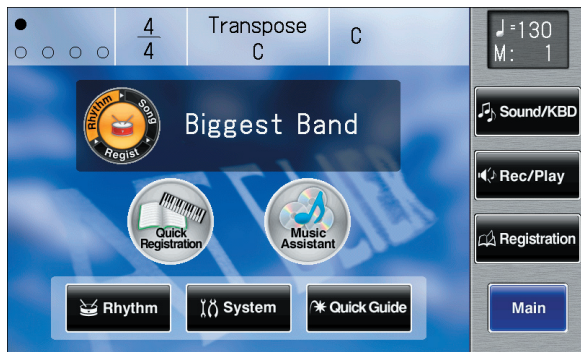 4
4
Transpose
C
C
♩=130
M: 1
Rhythm
Song
Regist
Biggest Band
Sound/KBD
Quick
Registration
Music
Assistant
Rec/Play
Registration
Rhythm
System
Quick Guide
Main
ATELIER